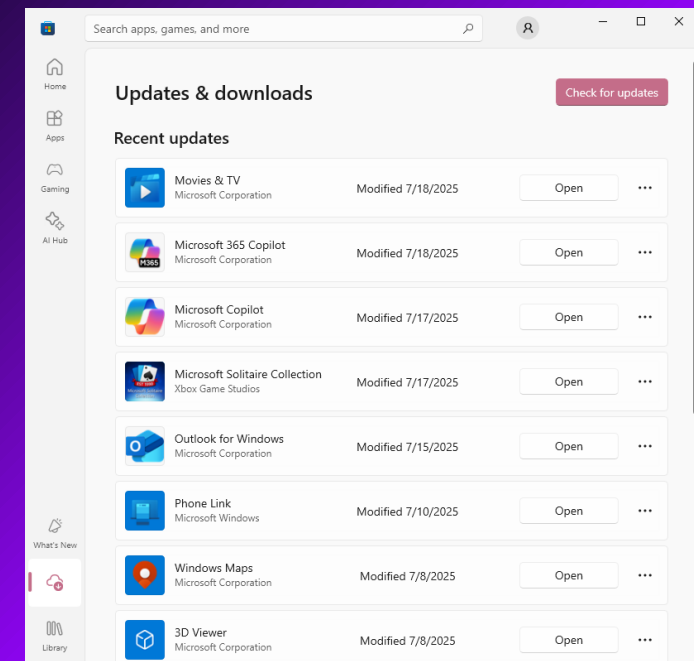 Search apps, games, and more
Home
Apps
Gaming
AI Hub
What's New
Library
Updates & downloads
Check for updates
Recent updates
Movies & TV
Microsoft Corporation
Modified 7/18/2025
Open
M365
Microsoft 365 Copilot
Microsoft Corporation
Modified 7/18/2025
Open
Microsoft Copilot
Microsoft Corporation
Modified 7/17/2025
Open
Microsoft Solitaire Collection
Xbox Game Studios
Modified 7/17/2025
Open
Outlook for Windows
Microsoft Corporation
Modified 7/15/2025
Open
Phone Link
Microsoft Windows
Modified 7/10/2025
Open
Windows Maps
Microsoft Corporation
Modified 7/8/2025
Open
3D Viewer
Microsoft Corporation
Modified 7/8/2025
Open